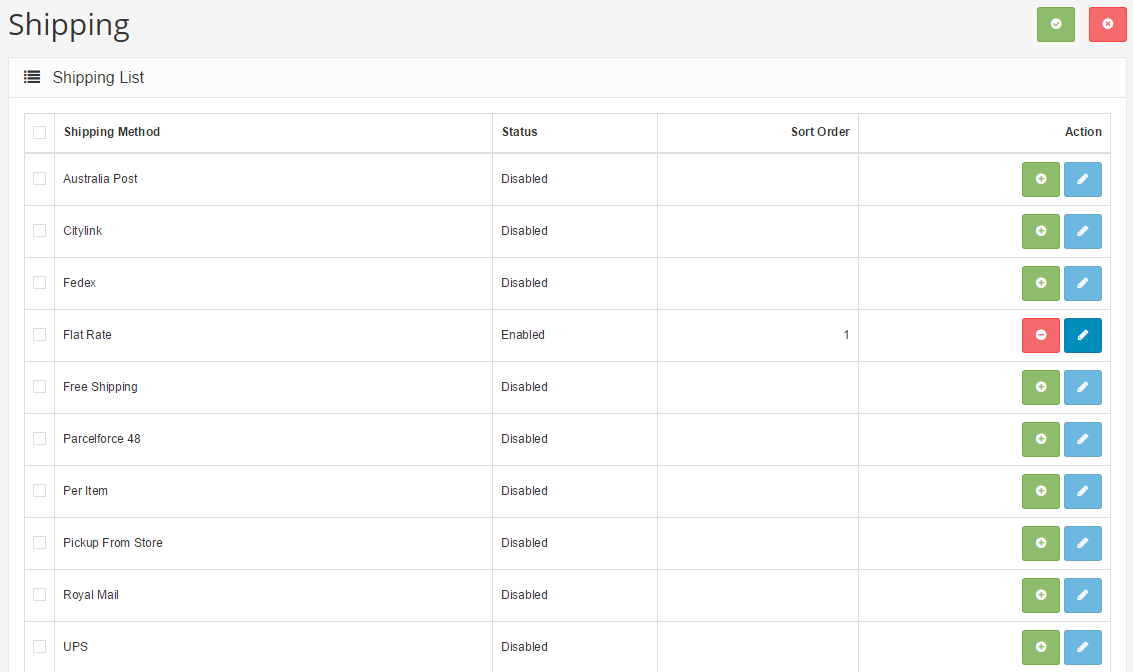 Shipping
Shipping List
Shipping Method Status Sort Order Action
Australia Post Disabled
Citylink Disabled
Fedex Disabled
Flat Rate Enabled 1
Free Shipping Disabled
Parcelforce 48 Disabled
Per Item Disabled
Pickup From Store Disabled
Royal Mail Disabled
UPS Disabled